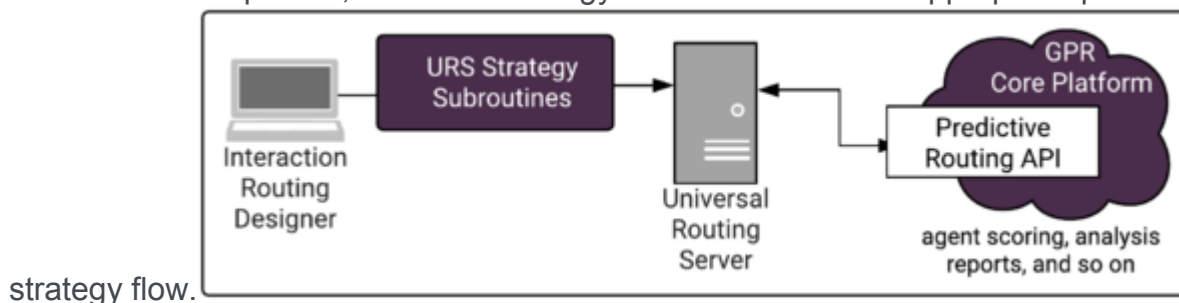 URS Strategy
Subroutines
GPR
Core Platform
Predictive
Routing API
Interaction
Routing
Designer
Universal
Routing
Server
agent scoring, analysis
reports, and so on
strategy flow.